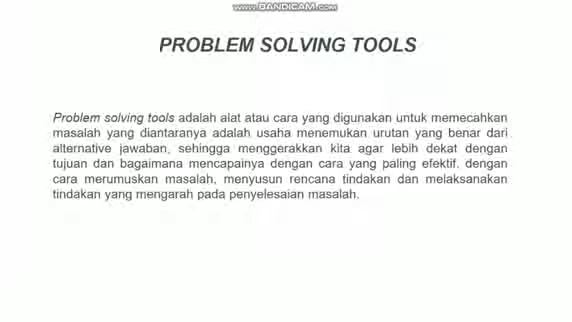 www.BANDICAM.com
PROBLEM SOLVING TOOLS
Problem solving tools adalah alat atau cara yang digunakan untuk memecahkan
masalah yang diantaranya adalah usaha menemukan urutan yang benar dari
alternative jawaban, sehingga menggerakkan kita agar lebih dekat dengan
tujuan dan bagaimana mencapainya dengan cara yang paling efektif. dengan
cara merumuskan masalah, menyusun rencana tindakan dan melaksanakan
tindakan yang mengarah pada penyelesaian masalah.